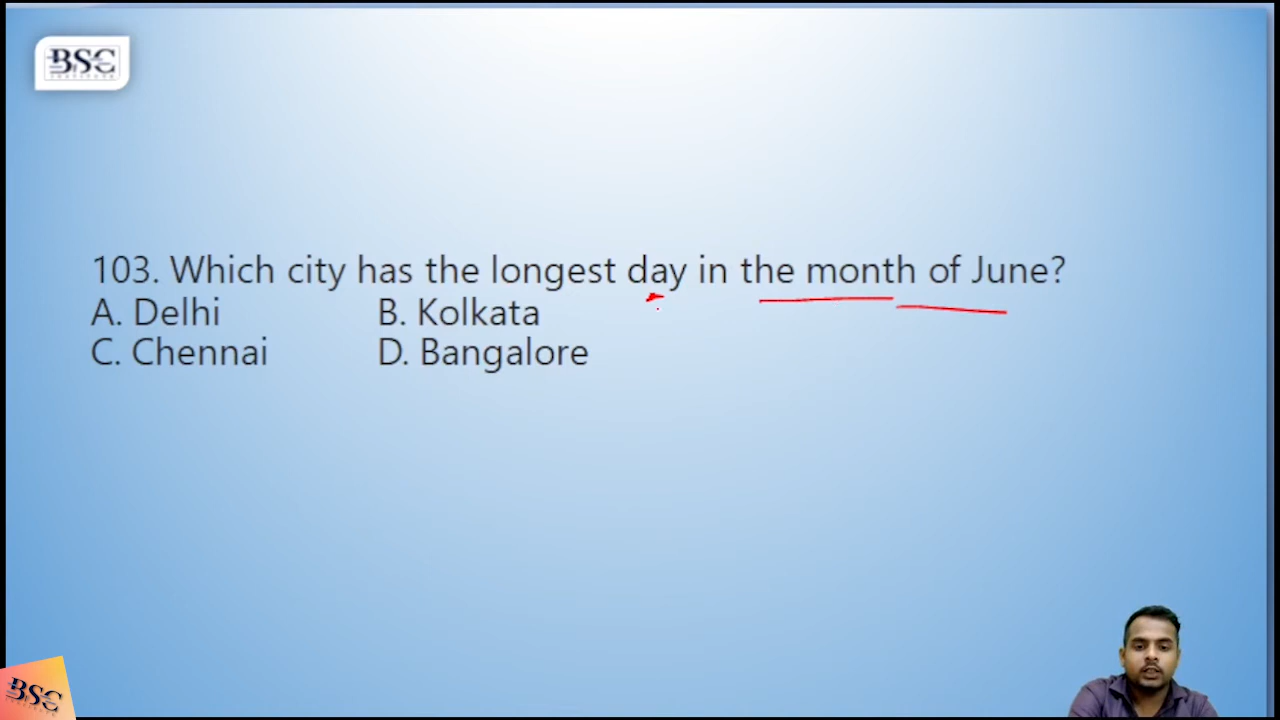 BSC
103. Which city has the longest day in the month of June?
A. Delhi B. Kolkata
C. Chennai D. Bangalore
BSC